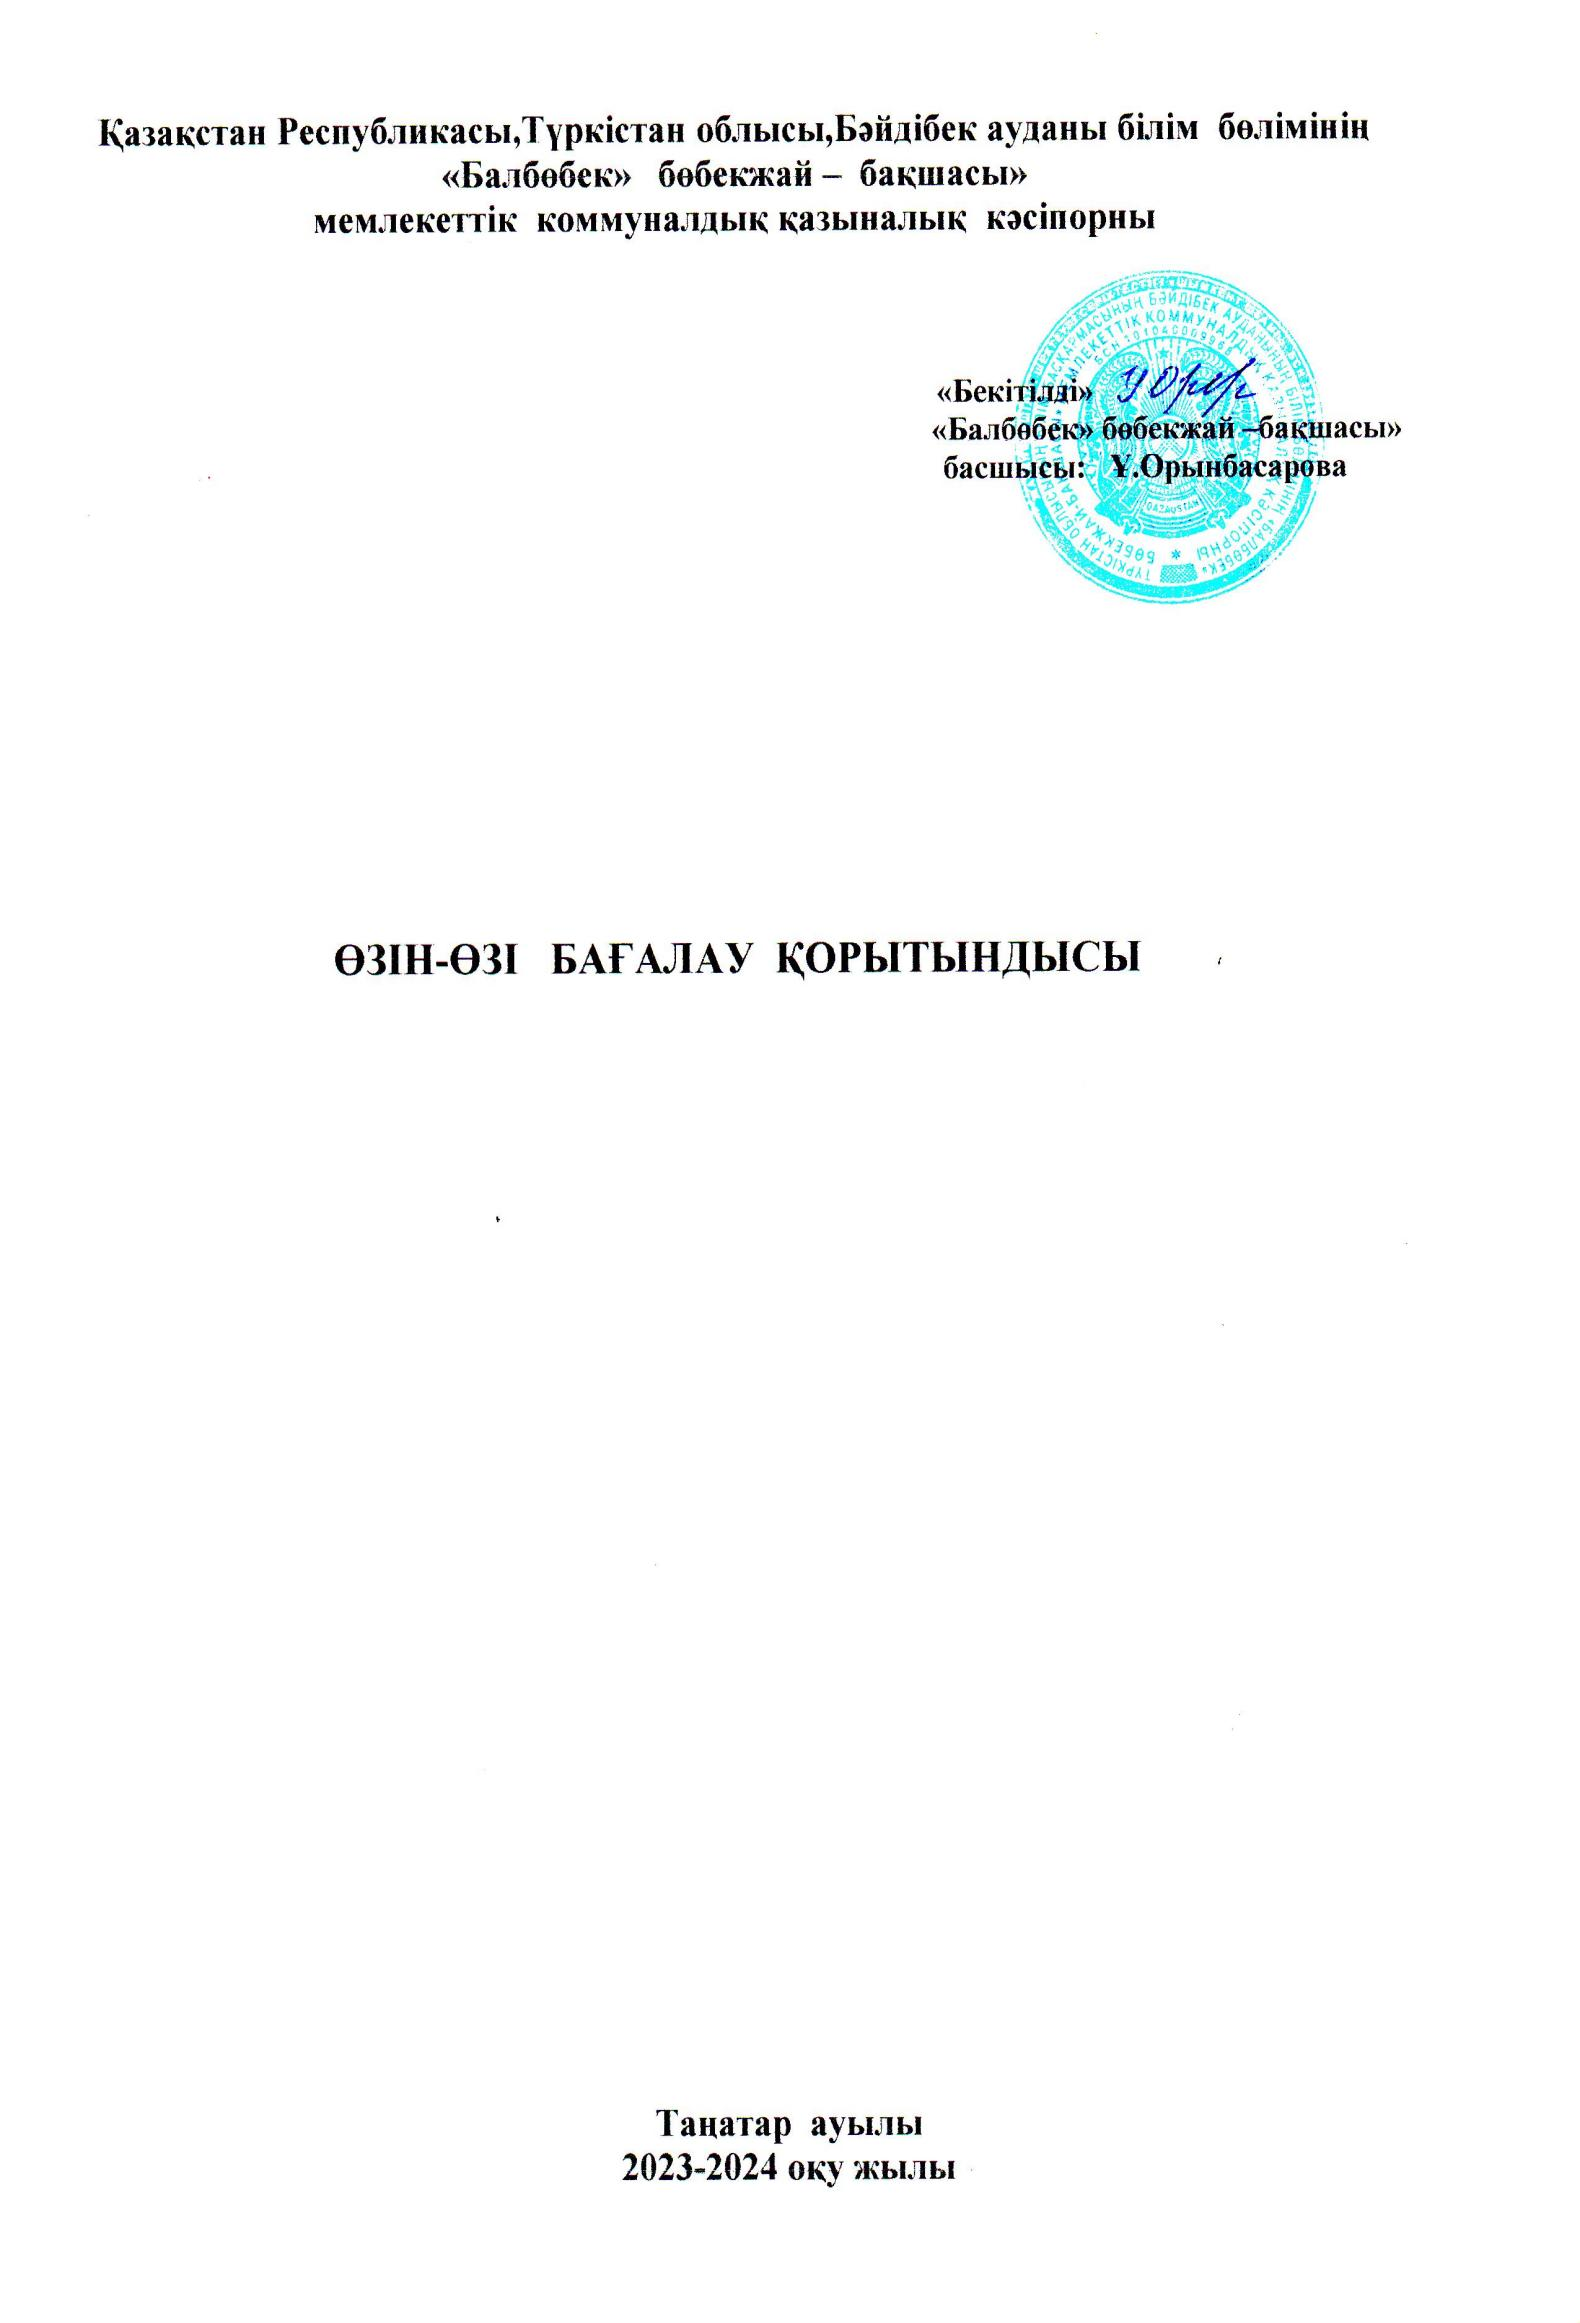 Қазақстан Республикасы,Түркістан облысы,Бәйдібек ауданы білім бөлімінің
«Балбөбек» бөбекжай – бақшасы»
мемлекеттік коммуналдық қазыналық кәсіпорны
«Бекітілді»
«Балбөбек» бөбекжай –бақшасы»
басшысы: Ұ.Орынбасарова
QAZAQSTAN
ӨЗІН-ӨЗІ БАҒАЛАУ ҚОРЫТЫНДЫСЫ
Таңатар ауылы
2023-2024 оқу жылы